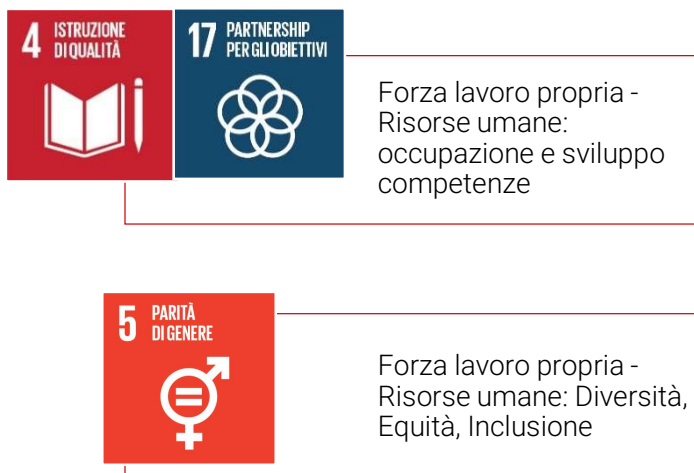 4 ISTRUZIONE
DI QUALITÀ
17 PARTNERSHIP
PER GLI OBIETTIVI
Forza lavoro propria -
Risorse umane:
occupazione e sviluppo
competenze
5 PARITÀ
DI GENERE
Forza lavoro propria -
Risorse umane: Diversità,
Equità, Inclusione